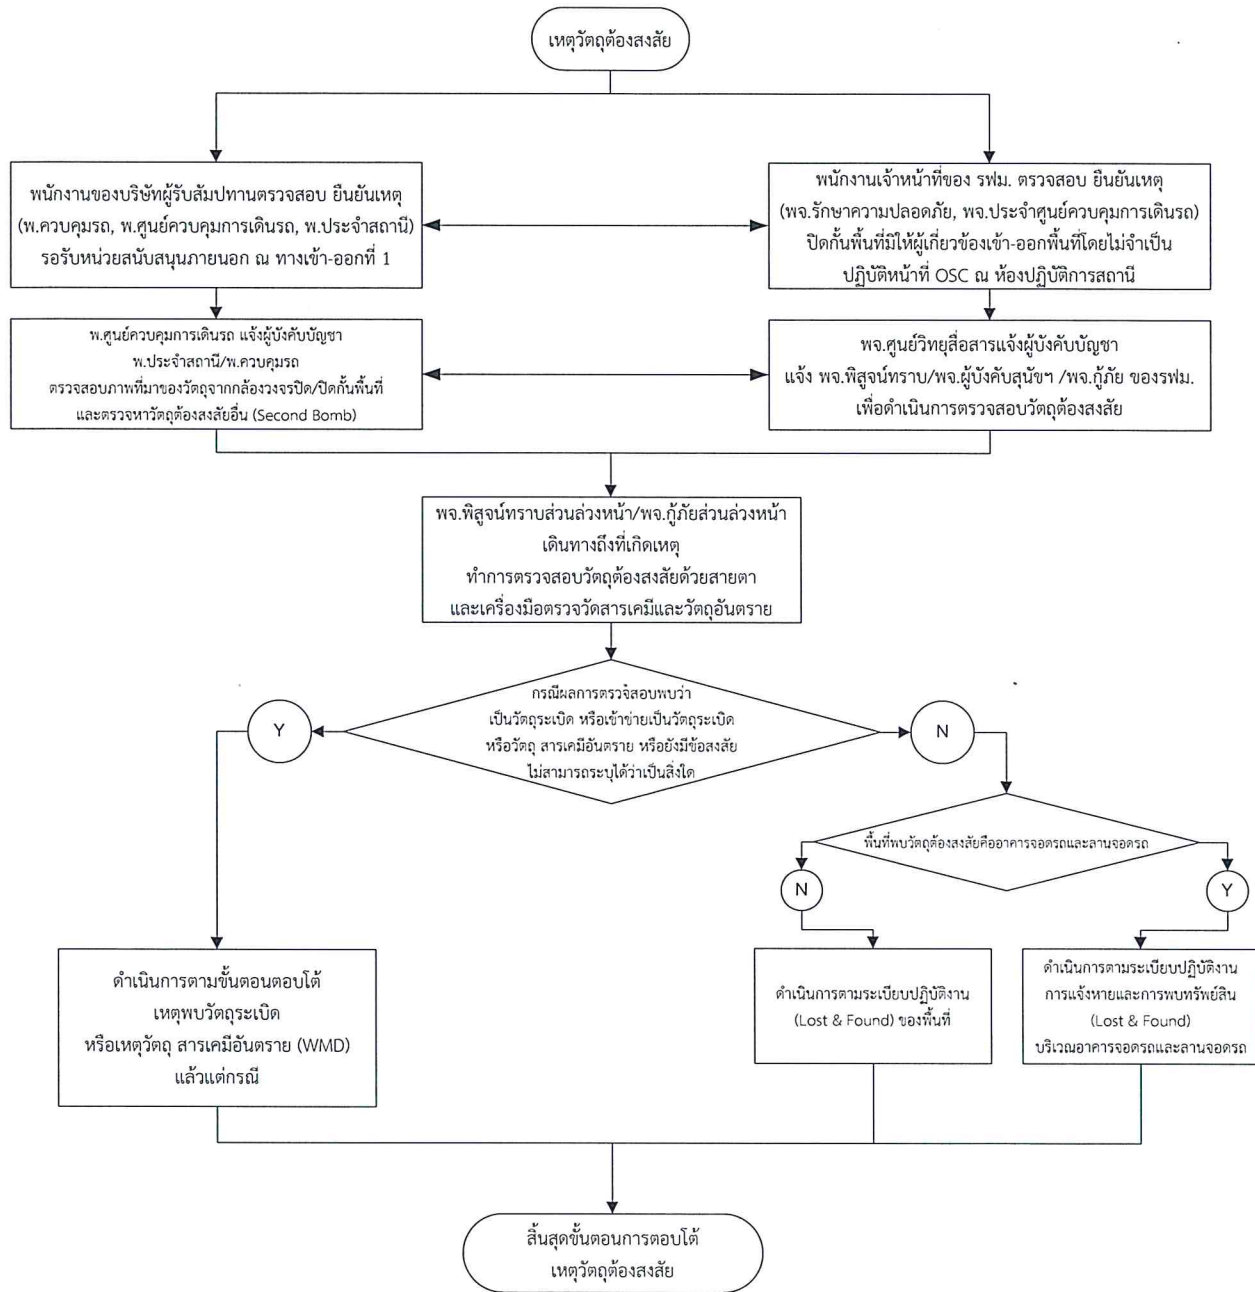 เหตุวัตถุต้องสงสัย
พนักงานของบริษัทผู้รับสัมปทานตรวจสอบ ยืนยันเหตุ
(พ.ควบคุมรถ, พ.ศูนย์ควบคุมการเดินรถ, พ.ประจำสถานี)
รอรับหน่วยสนับสนุนภายนอก ณ ทางเข้า-ออกที่ 1
พนักงานเจ้าหน้าที่ของ รฟม. ตรวจสอบ ยืนยันเหตุ
(พจ.รักษาความปลอดภัย, พจ.ประจำศูนย์ควบคุมการเดินรถ)
ปิดกั้นพื้นที่มิให้ผู้เกี่ยวข้องเข้า-ออกพื้นที่โดยไม่จำเป็น
ปฏิบัติหน้าที่ OSC ณ ห้องปฏิบัติการสถานี
พ.ศูนย์ควบคุมการเดินรถ แจ้งผู้บังคับบัญชา
พ.ประจำสถานี/พ.ควบคุมรถ
ตรวจสอบภาพที่มาของวัตถุจากกล้องวงจรปิด/ปิดกั้นพื้นที่
และตรวจหาวัตถุต้องสงสัยอื่น (Second Bomb)
พจ.ศูนย์วิทยุสื่อสารแจ้งผู้บังคับบัญชา
แจ้ง พจ.พิสูจน์ทราบ/พจ.ผู้บังคับสุนัขฯ /พจ.กู้ภัย ของรฟม.
เพื่อดำเนินการตรวจสอบวัตถุต้องสงสัย
พจ.พิสูจน์ทราบส่วนล่วงหน้า/พจ.กู้ภัยส่วนล่วงหน้า
เดินทางถึงที่เกิดเหตุ
ทำการตรวจสอบวัตถุต้องสงสัยด้วยสายตา
และเครื่องมือตรวจวัดสารเคมีและวัตถุอันตราย
กรณีผลการตรวจสอบพบว่า
เป็นวัตถุระเบิด หรือเข้าข่ายเป็นวัตถุระเบิด
หรือวัตถุ สารเคมีอันตราย หรือยังมีข้อสงสัย
ไม่สามารถระบุได้ว่าเป็นสิ่งใด
Y
N
พื้นที่พบวัตถุต้องสงสัยคืออาคารจอดรถและลานจอดรถ
N
Y
ดำเนินการตามขั้นตอนตอบโต้
เหตุพบวัตถุระเบิด
หรือเหตุวัตถุ สารเคมีอันตราย (WMD)
แล้วแต่กรณี
ดำเนินการตามระเบียบปฏิบัติงาน
(Lost & Found) ของพื้นที่
ดำเนินการตามระเบียบปฏิบัติงาน
การแจ้งหายและการพบทรัพย์สิน
(Lost & Found)
บริเวณอาคารจอดรถและลานจอดรถ
สิ้นสุดขั้นตอนการตอบโต้
เหตุวัตถุต้องสงสัย